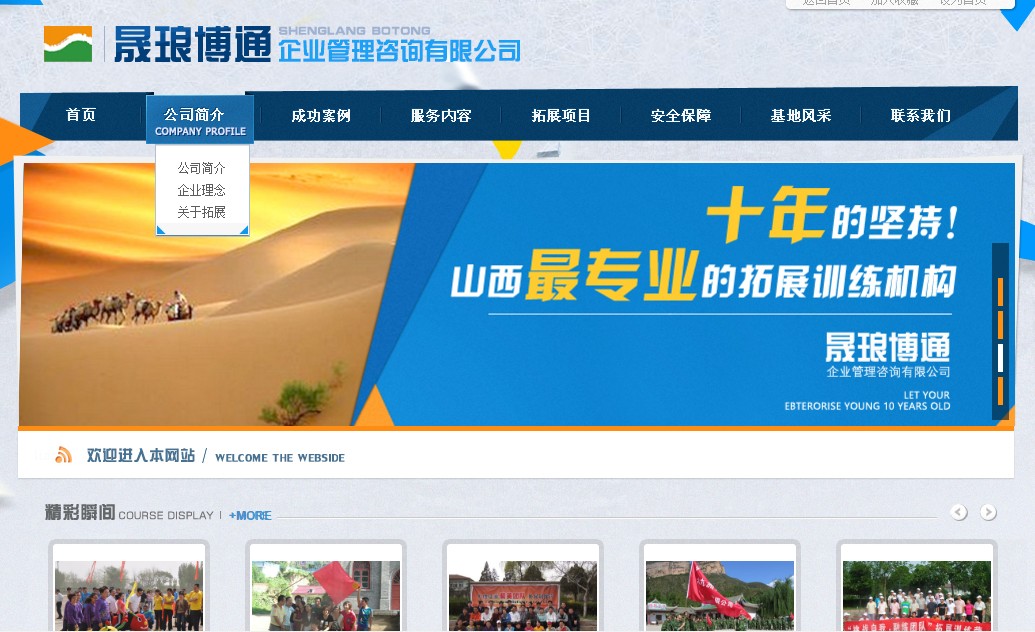 返回首页 加入收藏 设为首页
晟琅博通
SHENGLANG BOTONG
企业管理咨询有限公司
首页 公司简介 成功案例 服务内容 拓展项目 安全保障 基地风采 联系我们
COMPANY PROFILE
公司简介
企业理念
关于拓展
十年的坚持!
山西最专业的拓展训练机构
晟琅博通
企业管理咨询有限公司
LET YOUR
EBTERORISE YOUNG 10 YEARS OLD
欢迎进入本网站 / WELCOME THE WEBSIDE
精彩瞬间 COURSE DISPLAY | +MORE